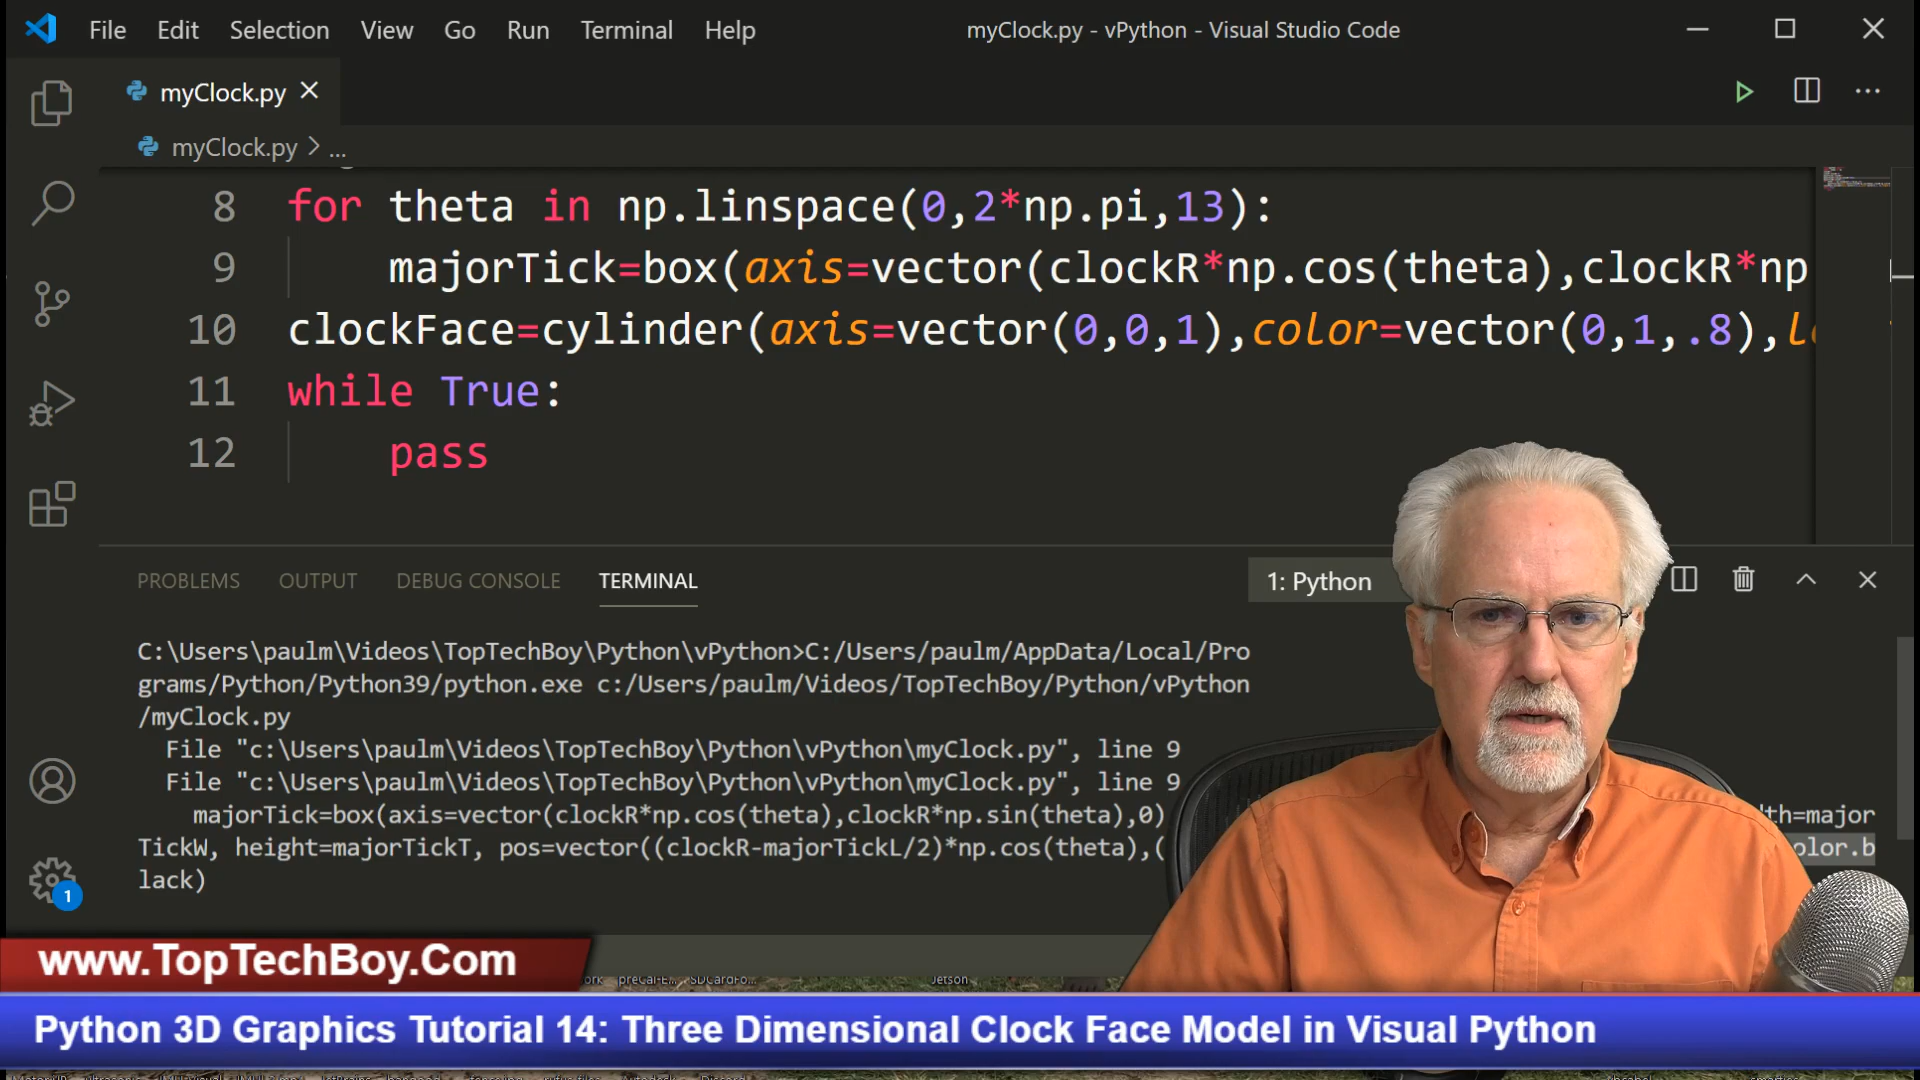 File Edit Selection View Go Run Terminal Help myClock.py - vPython - Visual Studio Code
myClock.py
myClock.py > ...
8 for theta in np.linspace(0,2*np.pi,13):
9 majorTick=box(axis=vector(clockR*np.cos(theta),clockR*np
10 clockFace=cylinder(axis=vector(0,0,1),color=vector(0,1,.8),l
11 while True:
12 pass
PROBLEMS OUTPUT DEBUG CONSOLE TERMINAL 1: Python
C:\Users\paulm\Videos\TopTechBoy\Python\vPython>C:/Users/paulm/AppData/Local/Pro
grams/Python/Python39/python.exe c:/Users/paulm/Videos/TopTechBoy/Python/vPython
/myClock.py
File "c:\Users\paulm\Videos\TopTechBoy\Python\vPython\myClock.py", line 9
File "c:\Users\paulm\Videos\TopTechBoy\Python\vPython\myClock.py", line 9
majorTick=box(axis=vector(clockR*np.cos(theta),clockR*np.sin(theta),0) th=major
TickW, height=majorTickT, pos=vector((clockR-majorTickL/2)*np.cos(theta),( olor.b
lack)
1
www.TopTechBoy.Com
preCal-E... SDCardFo... Jetson
Python 3D Graphics Tutorial 14: Three Dimensional Clock Face Model in Visual Python